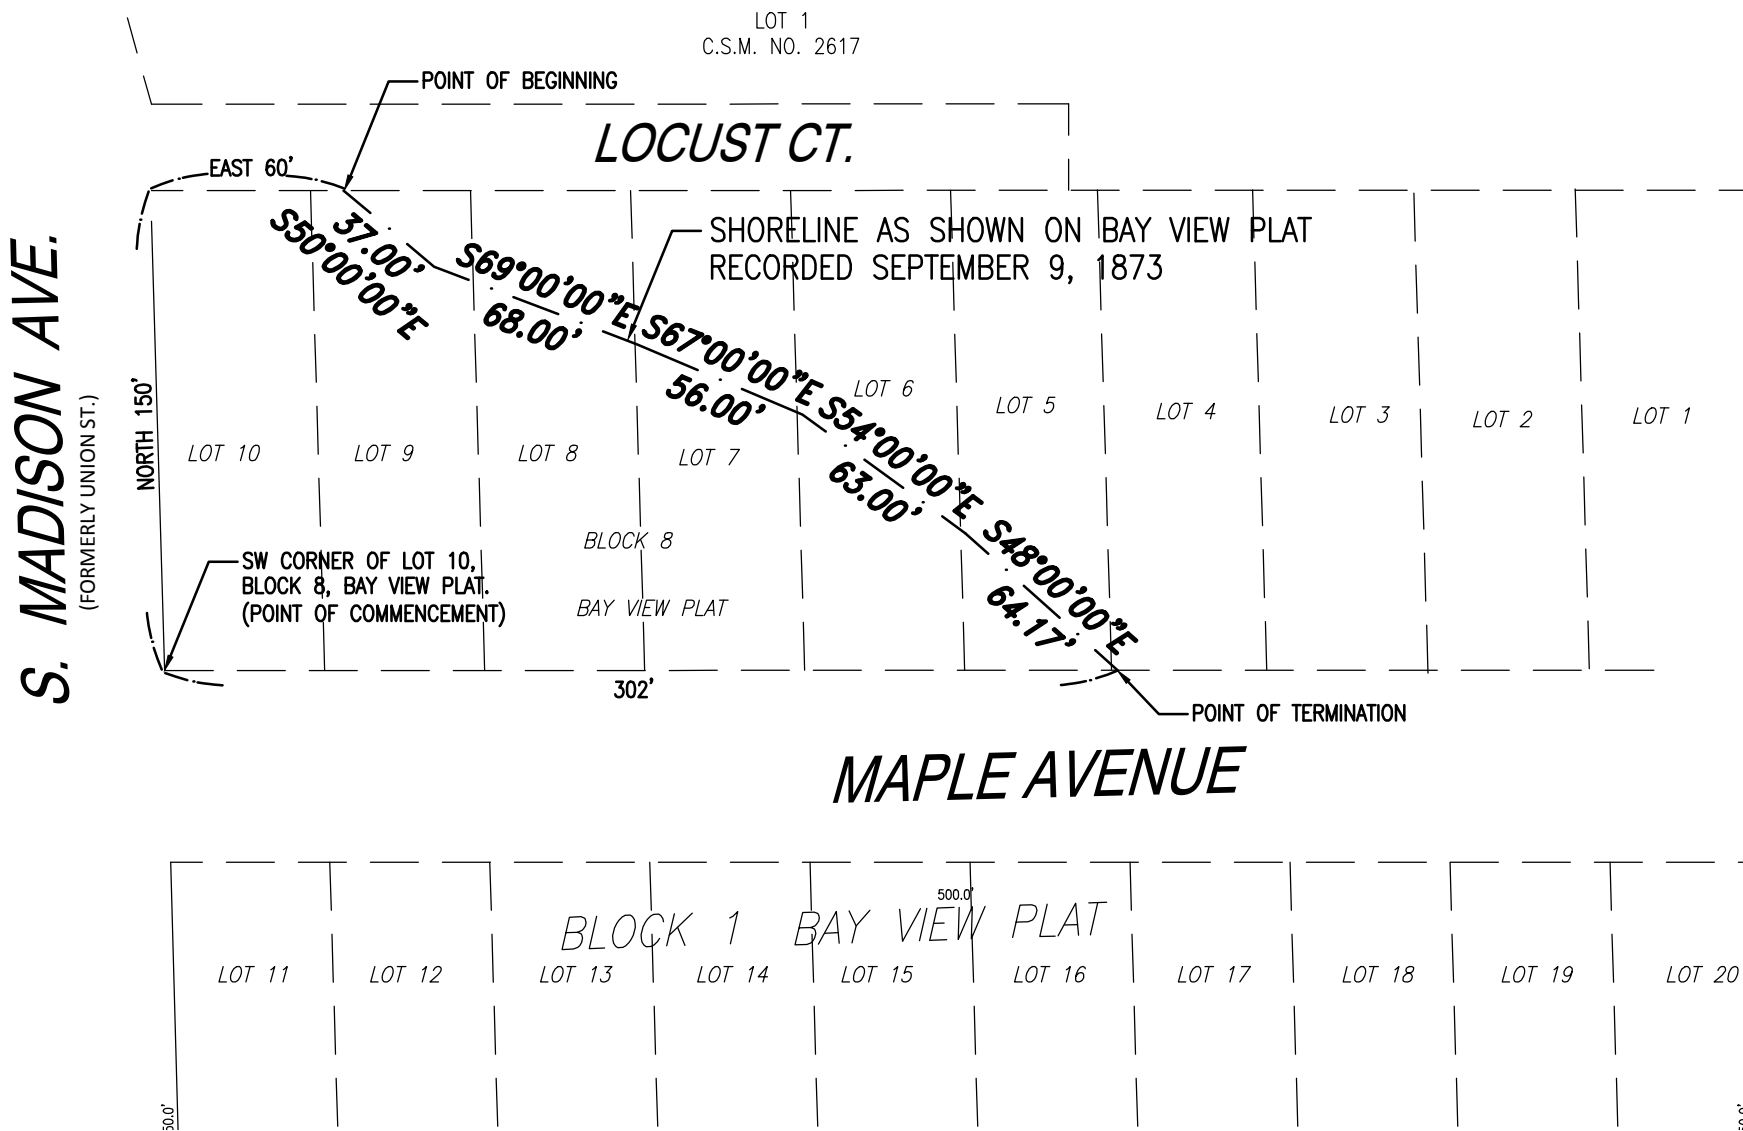 LOT 1
C.S.M. NO. 2617
POINT OF BEGINNING
LOCUST CT.
EAST 60'
37.00'
S50°00'00"E
S69°00'00"E
68.00'
SHORELINE AS SHOWN ON BAY VIEW PLAT
RECORDED SEPTEMBER 9, 1873
S67°00'00"E
56.00'
S54°00'00"E
63.00'
S48°00'00"E
64.17'
S. MADISON AVE.
(FORMERLY UNION ST.)
NORTH 150'
LOT 10
LOT 9
LOT 8
LOT 7
LOT 6
LOT 5
LOT 4
LOT 3
LOT 2
LOT 1
BLOCK 8
BAY VIEW PLAT
SW CORNER OF LOT 10,
BLOCK 8, BAY VIEW PLAT.
(POINT OF COMMENCEMENT)
302'
POINT OF TERMINATION
MAPLE AVENUE
500.0'
BLOCK 1 BAY VIEW PLAT
LOT 11
LOT 12
LOT 13
LOT 14
LOT 15
LOT 16
LOT 17
LOT 18
LOT 19
LOT 20